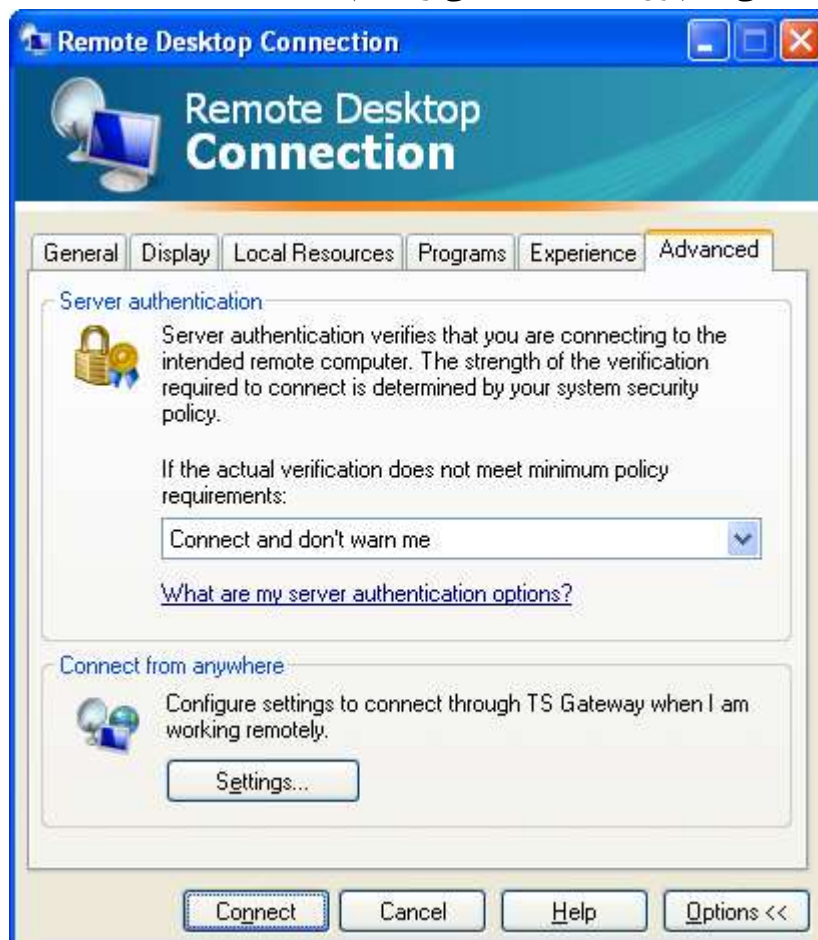 Remote Desktop Connection
Remote Desktop
Connection
General Display Local Resources Programs Experience Advanced
Server authentication
Server authentication verifies that you are connecting to the
intended remote computer. The strength of the verification
required to connect is determined by your system security
policy.
If the actual verification does not meet minimum policy
requirements:
Connect and don't warn me
What are my server authentication options?
Connect from anywhere
Configure settings to connect through TS Gateway when I am
working remotely.
Settings...
Connect Cancel Help Options <<